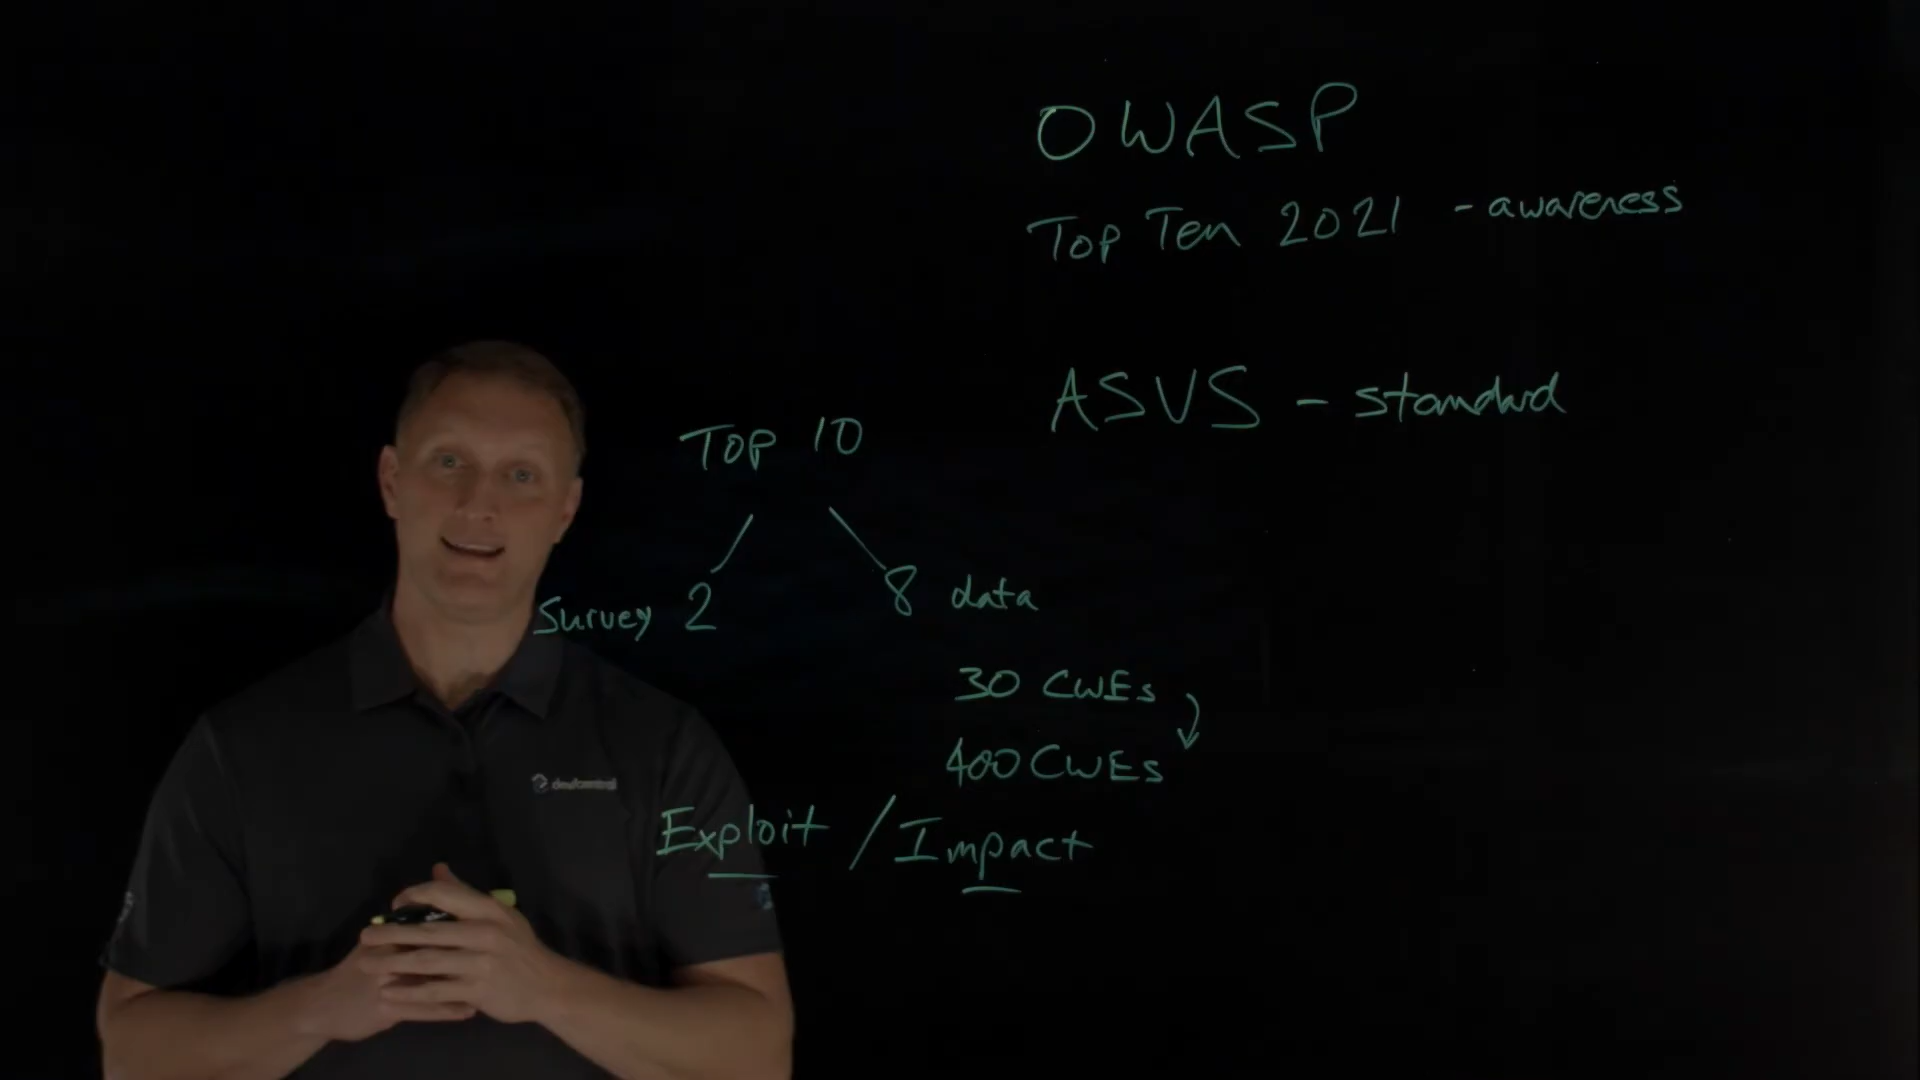 OWASP
Top Ten 2021 - awareness
ASVS - standard
TOP 10
Survey 2
8 data
30 CWEs
400 CWEs
Exploit / Impact
devcentral